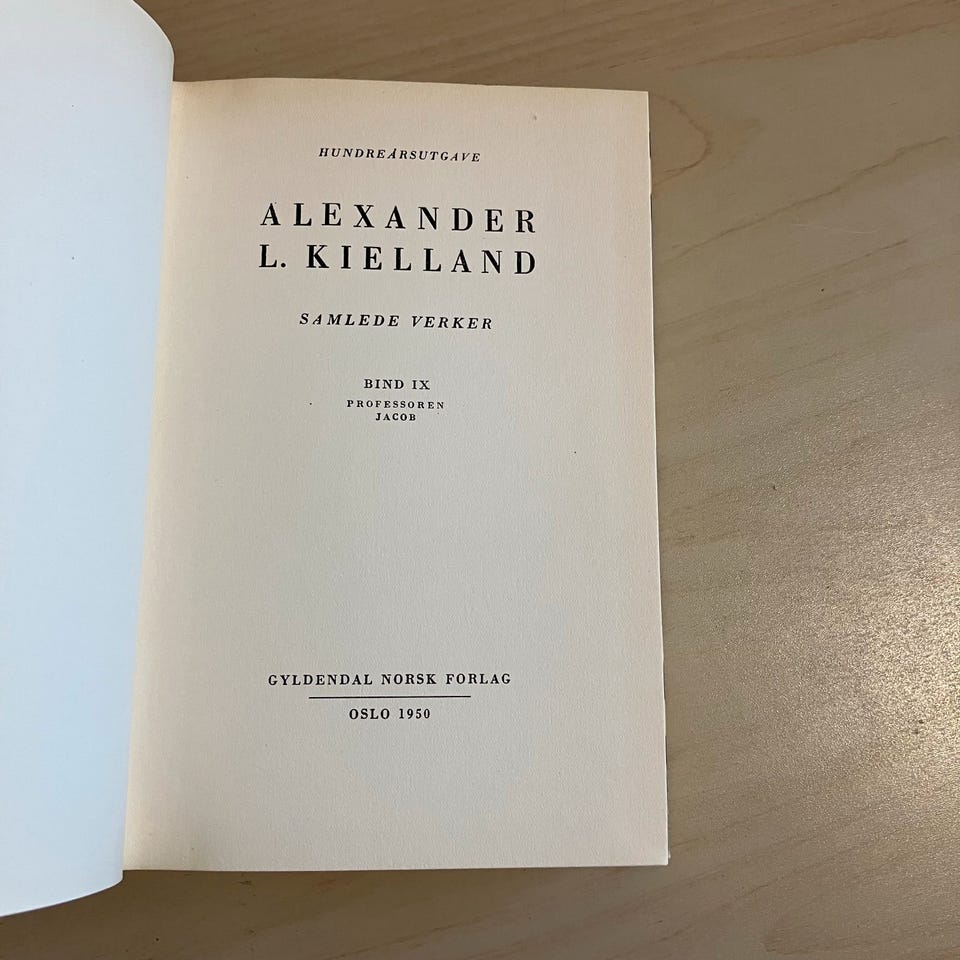 HUNDREÅRSUTGAVE
ALEXANDER
L. KIELLAND
SAMLEDE VERKER
BIND IX
PROFESSOREN
JACOB
GYLDENDAL NORSK FORLAG
OSLO 1950